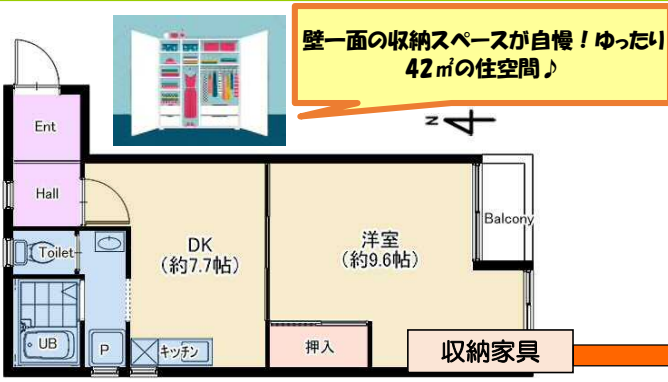 壁一面の収納スペースが自慢！ゆったり
42㎡の住空間♪
N
Ent
Hall
Toilet
DK
(約7.7帖)
洋室
(約9.6帖)
Balcony
UB
P
キッチン
押入
収納家具